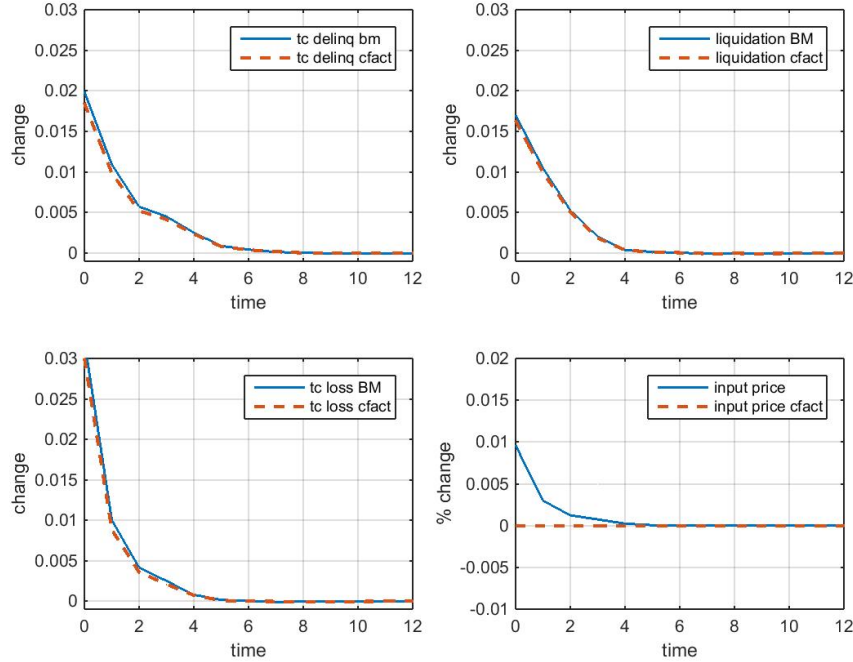 0.03
0.025
0.02
0.015
0.01
0.005
0
change
0 2 4 6 8 10 12
time
tc delinq bm
tc delinq cfact
0.03
0.025
0.02
0.015
0.01
0.005
0
change
0 2 4 6 8 10 12
time
liquidation BM
liquidation cfact
0.03
0.025
0.02
0.015
0.01
0.005
0
change
0 2 4 6 8 10 12
time
tc loss BM
tc loss cfact
0.02
0.015
0.01
0.005
0
-0.005
-0.01
% change
0 2 4 6 8 10 12
time
input price
input price cfact